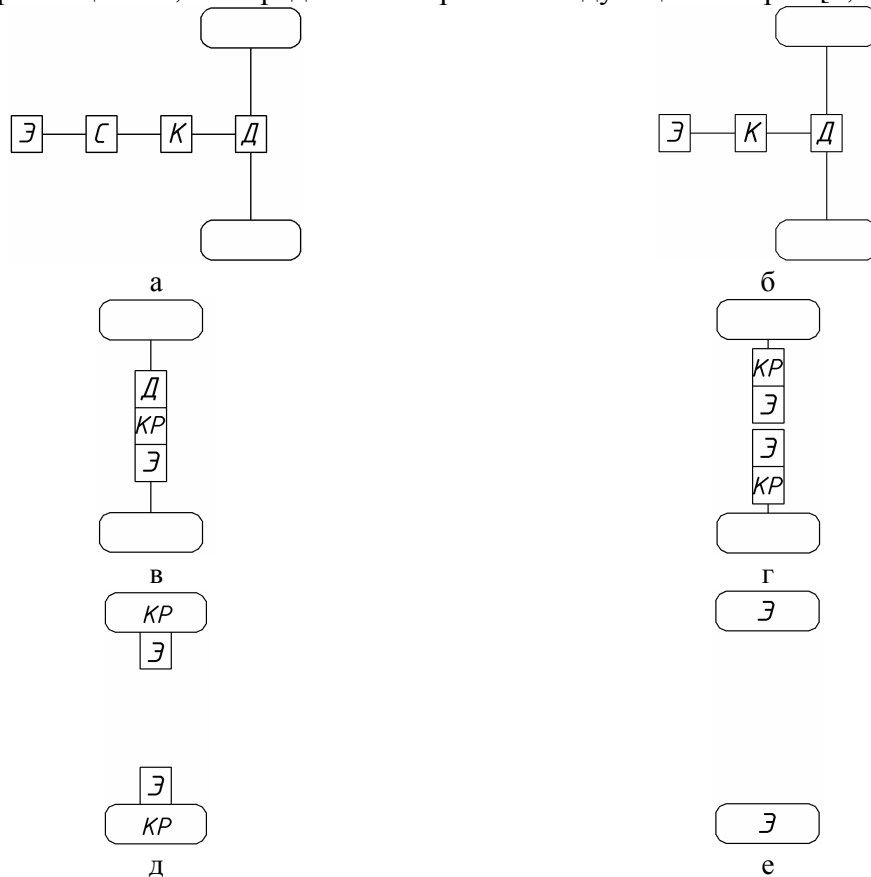 Э С К Д Э К Д
а б
Д КР
КР Э
Э Э
КР
в г
КР Э
Э
Э
КР Э
д е